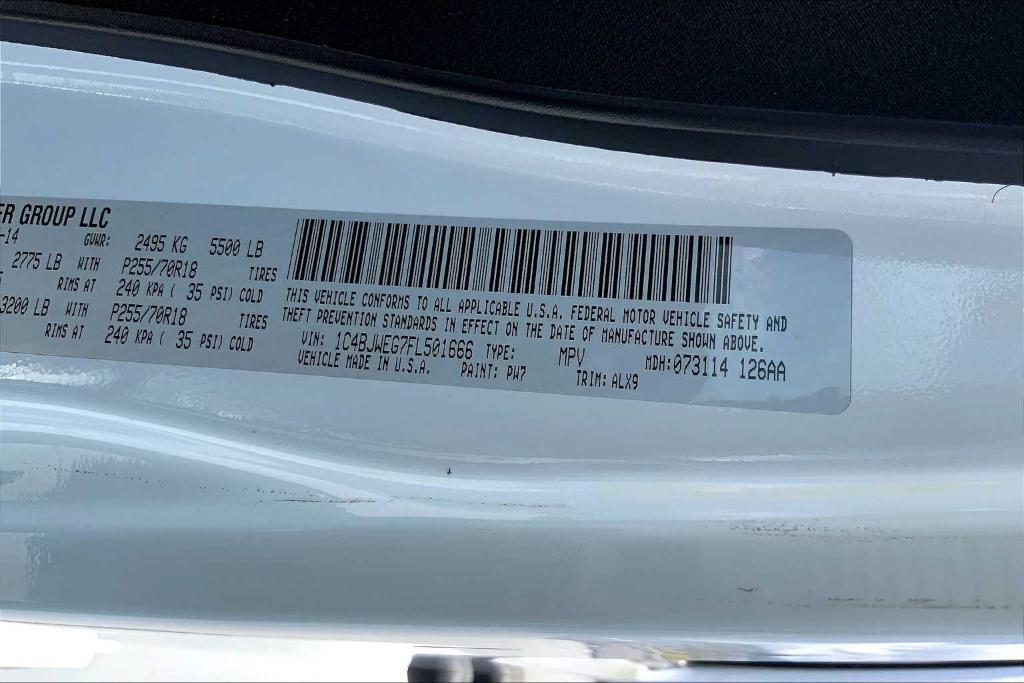 ER GROUP LLC
-14 GVWR: 2495 KG 5500 LB
2775 LB WITH P255/70R18 TIRES
RIMS AT 240 KPA ( 35 PSI) COLD
3200 LB WITH P255/70R18 TIRES
RIMS AT 240 KPA ( 35 PSI) COLD
THIS VEHICLE CONFORMS TO ALL APPLICABLE U.S.A. FEDERAL MOTOR VEHICLE SAFETY AND
THEFT PREVENTION STANDARDS IN EFFECT ON THE DATE OF MANUFACTURE SHOWN ABOVE.
VIN: 1C4BJWEG7FL501666 TYPE: MPV MDH:073114 126AA
VEHICLE MADE IN U.S.A. PAINT: PW7 TRIM: ALX9